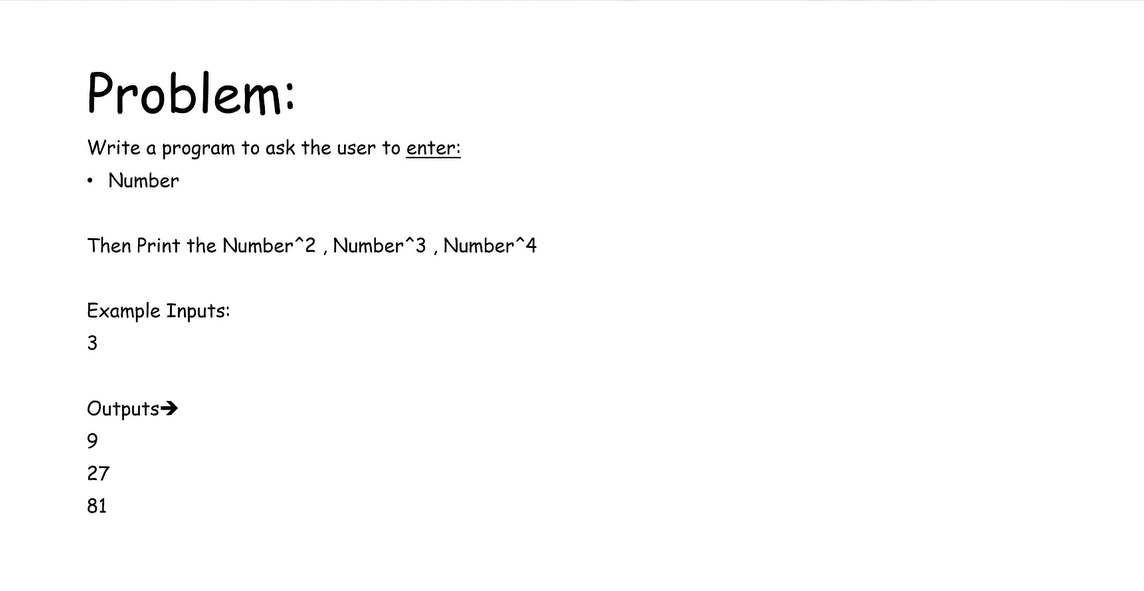 Problem:
Write a program to ask the user to enter:
• Number
Then Print the Number^2 , Number^3 , Number^4
Example Inputs:
3
Outputs➔
9
27
81